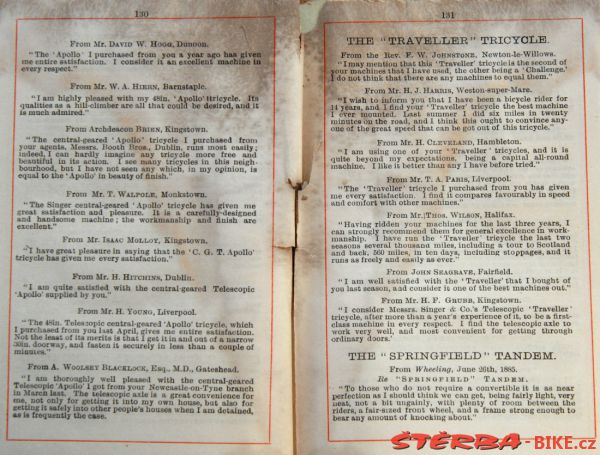 130
From Mr. DAVID W. HOGG, Dunoon.
"The 'Apollo' I purchased from you a year ago has given
me entire satisfaction. I consider it an excellent machine in
every respect."
From Mr. W. A. HIERN, Barnstaple.
"I am highly pleased with my 48in. 'Apollo' tricycle. Its
qualities as a hill-climber are all that could be desired, and it
is much admired."
From Archdeacon BRIEN, Kingstown.
"The central-geared 'Apollo' tricycle I purchased from
your agents, Messrs. Booth Bros., Dublin, runs most easily;
indeed, I can hardly imagine any tricycle more free and
beautiful in its action. I see many tricycles in this neigh-
bourhood, but I have not seen any which, in my opinion, is
equal to the 'Apollo' in beauty of finish."
From Mr. T. WALPOLE, Monkstown.
"The Singer central-geared 'Apollo' tricycle has given me
great satisfaction and pleasure. It is a carefully-designed
and handsome machine; the workmanship and finish are
excellent."
From Mr. ISAAC MOLLOY, Kingstown.
"I have great pleasure in saying that the 'C. G. T. Apollo'
tricycle has given me every satisfaction."
From Mr. H. HITCHINS, Dublin.
"I am quite satisfied with the central-geared Telescopic
'Apollo' supplied by you."
From Mr. H. YOUNG, Liverpool.
"The 48in. Telescopic central-geared 'Apollo' tricycle, which
I purchased from you last April, gives me entire satisfaction.
Not the least of its merits is that I get it in and out of a narrow
30in. doorway, and fasten it securely in less than a couple of
minutes."
From A. WOOLSEY BLACKLOCK, Esq., M.D., Gateshead.
"I am thoroughly well pleased with the central-geared
Telescopic 'Apollo' I got from your Newcastle-on-Tyne branch
in March last. The telescopic axle is a great convenience for
me, not only for getting it into my own house, but also for
getting it safely into other people's houses when I am detained,
as is frequently the case.
131
THE "TRAVELLER" TRICYCLE.
From the Rev. F. W. JOHNSTONE, Newton-le-Willows.
"I may mention that this 'Traveller' tricycle is the second of
your machines that I have used, the other being a 'Challenge.'
I do not think that there are any machines to equal them."
From Mr. H. J. HARRIS, Weston-super-Mare.
"I wish to inform you that I have been a bicycle rider for
14 years, and I find your 'Traveller' tricycle the best machine
I ever mounted. Last summer I did six miles in twenty
minutes on the road, and I think this ought to convince any-
one of the great speed that can be got out of this tricycle."
From Mr. H. CLEVELAND, Hambleton.
"I am using one of your 'Traveller' tricycles, and it is
quite beyond my expectations, being a capital all-round
machine. I like it better than any I have before tried."
From Mr. T. A. PARIS, Liverpool.
"The 'Traveller' tricycle I purchased from you has given
me every satisfaction. I find it compares favourably in speed
and comfort with other machines."
From Mr. THOS. WILSON, Halifax.
"Having ridden your machines for the last three years, I
can strongly recommend them for general excellence in work-
manship. I have run the 'Traveller' tricycle the last two
seasons several thousand miles, including a tour to Scotland
and back, 560 miles, in ten days, including stoppages, and it
runs as freely and easily as ever."
From JOHN SEAGRAVE, Fairfield.
"I am well satisfied with the 'Traveller' that I bought of
you last season, and consider it one of the best machines out."
From Mr. H. F. GRUBB, Kingstown.
"I consider Messrs. Singer & Co.'s Telescopic 'Traveller'
tricycle, after more than a year's experience of it, to be a first-
class machine in every respect. I find the telescopic axle to
work very well, and most convenient for getting through
ordinary doors.'
THE "SPRINGFIELD" TANDEM.
From Wheeling, June 26th, 1885.
Re "SPRINGFIELD" TANDEM.
"To those who do not require a convertible it is as near
perfection as I should think we can get, being fairly light, very
neat, not a bit ungainly, with plenty of room between the
riders, a fair-sized front wheel, and a frame strong enough to
bear any amount of knocking about."
ŠTĚRBA-BIKE.cz